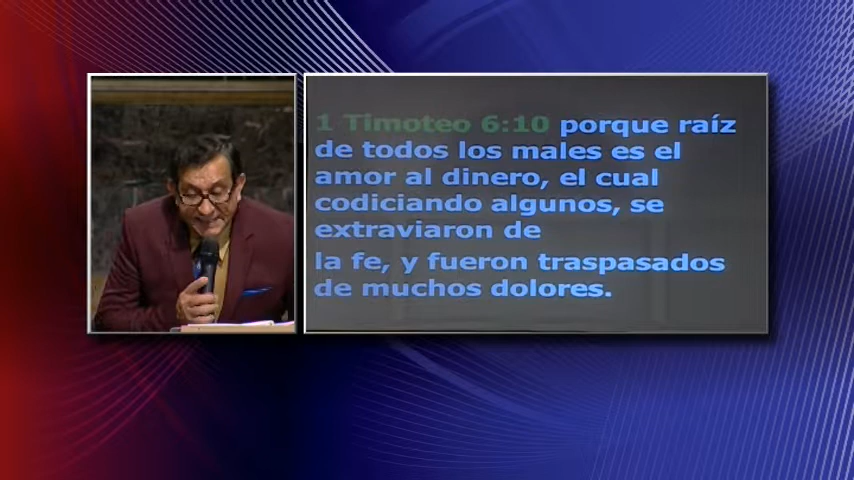 1 Timoteo 6:10 porque raíz
de todos los males es el
amor al dinero, el cual
codiciando algunos, se
extraviaron de
la fe, y fueron traspasados
de muchos dolores.